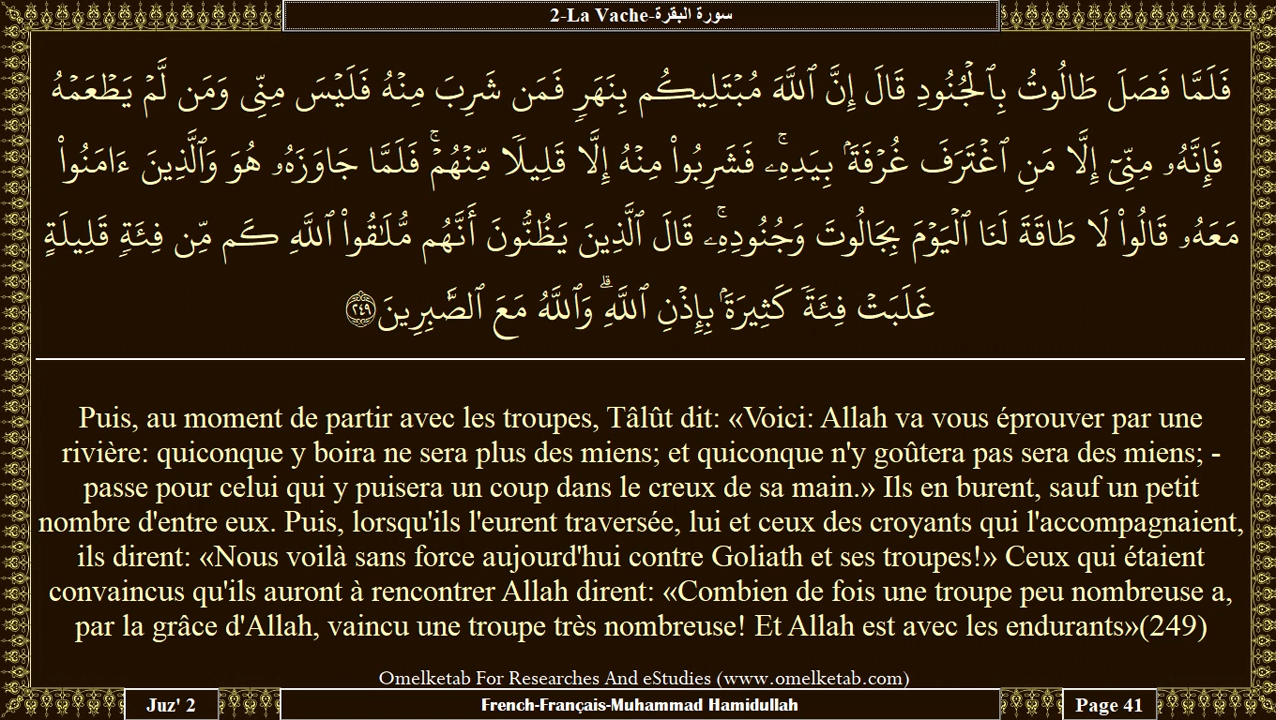 2-La Vache-سورة البقرة
فَلَمَّا فَصَلَ طَالُوتُ بِٱلْجُنُودِ قَالَ إِنَّ ٱللَّهَ مُبْتَلِيكُم بِنَهَرٍۢ فَمَن شَرِبَ مِنْهُ فَلَيْسَ مِنِّى وَمَن لَّمْ يَطْعَمْهُ
فَإِنَّهُۥ مِنِّىٓ إِلَّا مَنِ ٱغْتَرَفَ غُرْفَةًۢ بِيَدِهِۦ ۚ فَشَرِبُوا۟ مِنْهُ إِلَّا قَلِيلًۭا مِّنْهُمْ ۚ فَلَمَّا جَاوَزَهُۥ هُوَ وَٱلَّذِينَ ءَامَنُوا۟
مَعَهُۥ قَالُوا۟ لَا طَاقَةَ لَنَا ٱلْيَوْمَ بِجَالُوتَ وَجُنُودِهِۦ ۚ قَالَ ٱلَّذِينَ يَظُنُّونَ أَنَّهُم مُّلَٰقُوا۟ ٱللَّهِ كَم مِّن فِئَةٍۢ قَلِيلَةٍ
غَلَبَتْ فِئَةًۭ كَثِيرَةًۢ بِإِذْنِ ٱللَّهِ ۗ وَٱللَّهُ مَعَ ٱلصَّٰبِرِينَ ٢٤٩
Puis, au moment de partir avec les troupes, Tâlût dit: «Voici: Allah va vous éprouver par une
rivière: quiconque y boira ne sera plus des miens; et quiconque n'y goûtera pas sera des miens; -
passe pour celui qui y puisera un coup dans le creux de sa main.» Ils en burent, sauf un petit
nombre d'entre eux. Puis, lorsqu'ils l'eurent traversée, lui et ceux des croyants qui l'accompagnaient,
ils dirent: «Nous voilà sans force aujourd'hui contre Goliath et ses troupes!» Ceux qui étaient
convaincus qu'ils auront à rencontrer Allah dirent: «Combien de fois une troupe peu nombreuse a,
par la grâce d'Allah, vaincu une troupe très nombreuse! Et Allah est avec les endurants»(249)
Omelketab For Researches And eStudies (www.omelketab.com)
Juz' 2
French-Français-Muhammad Hamidullah
Page 41